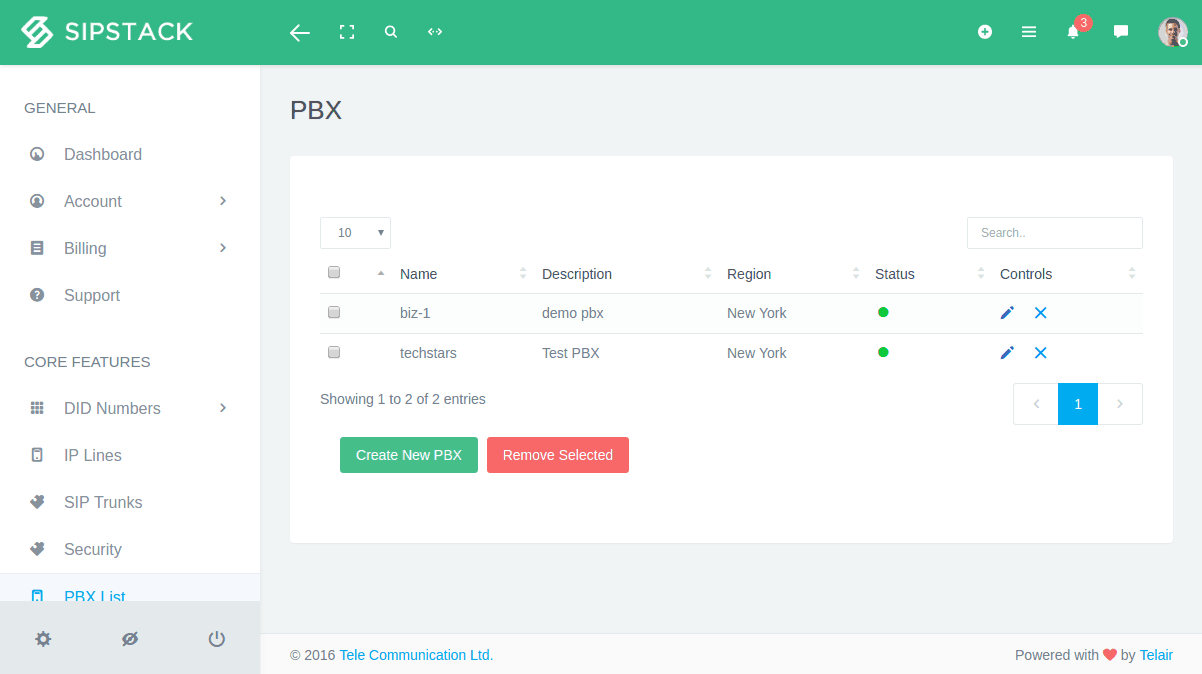 SIPSTACK
3
GENERAL
Dashboard
Account
Billing
Support
CORE FEATURES
DID Numbers
IP Lines
SIP Trunks
Security
PBX List
PBX
10
Search..
Name Description Region Status Controls
biz-1 demo pbx New York
techstars Test PBX New York
Showing 1 to 2 of 2 entries
1
Create New PBX Remove Selected
© 2016 Tele Communication Ltd.
Powered with by Telair